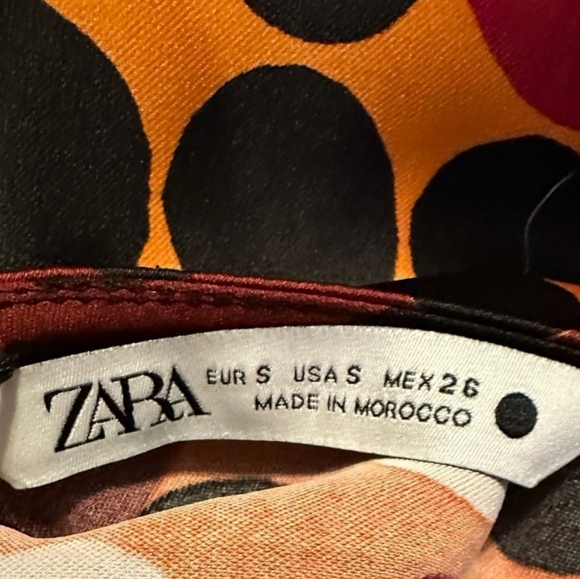 ZARA
EUR S USA S MEX 26
MADE IN MOROCCO